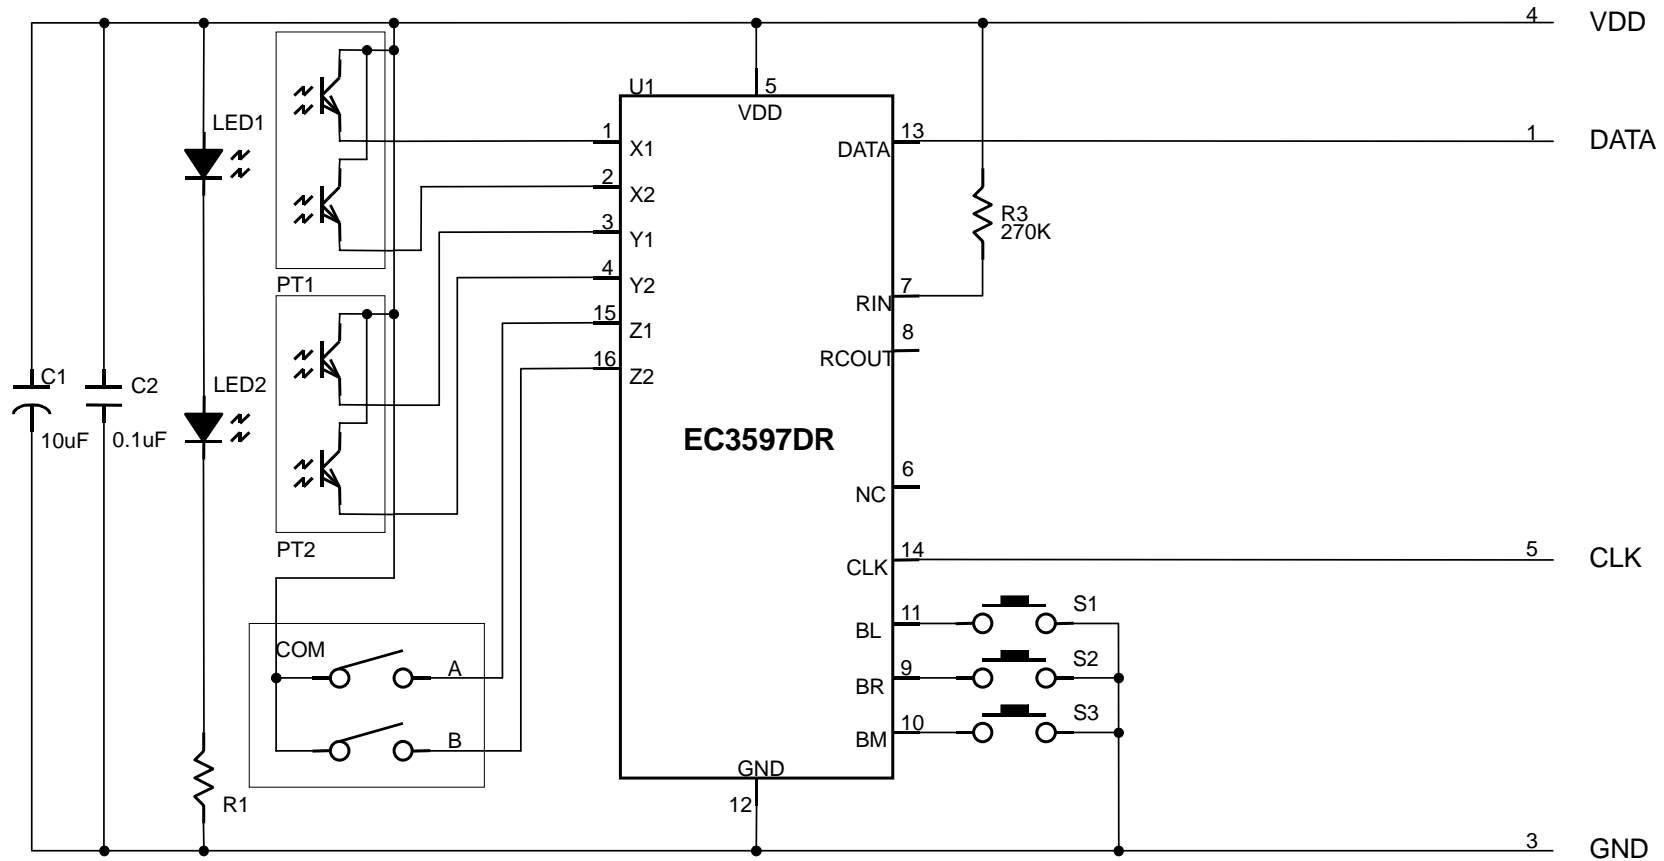 4 VDD
U1
5
VDD
LED1
1 X1
DATA 13
1 DATA
2 X2
R3
270K
3 Y1
4 Y2
PT1
RIN 7
15 Z1
RCOUT 8
16 Z2
C1
10uF
C2
0.1uF
LED2
EC3597DR
NC 6
PT2
CLK 14
5 CLK
BL 11
S1
COM
A
BR 9
S2
B
BM 10
S3
GND
12
R1
3 GND